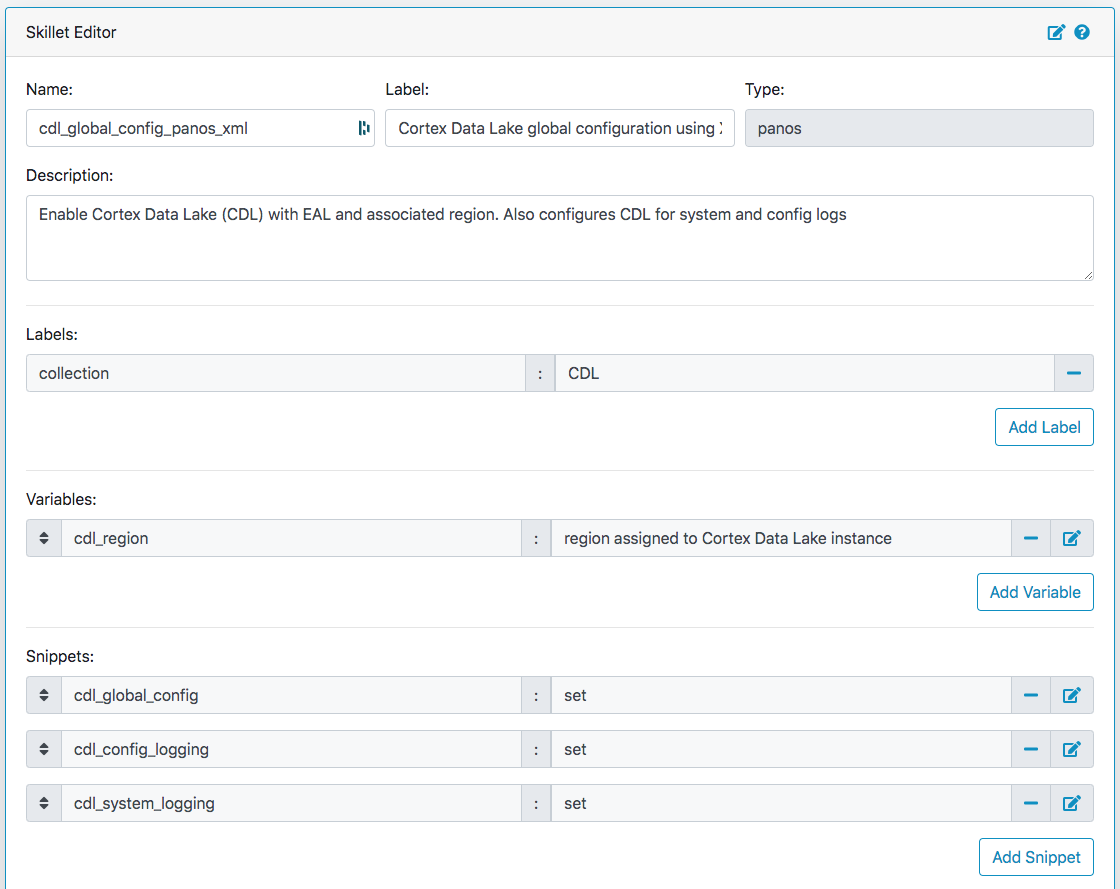 Skillet Editor
Name:
Label:
Type:
cdl_global_config_panos_xml
Cortex Data Lake global configuration using
panos
Description:
Enable Cortex Data Lake (CDL) with EAL and associated region. Also configures CDL for system and config logs
Labels:
collection : CDL
Add Label
Variables:
cdl_region : region assigned to Cortex Data Lake instance
Add Variable
Snippets:
cdl_global_config : set
cdl_config_logging : set
cdl_system_logging : set
Add Snippet